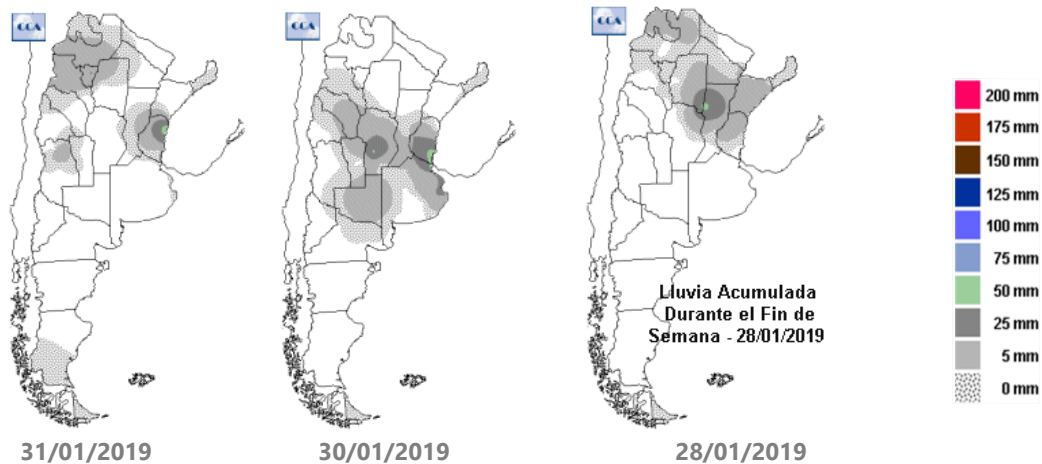 CCA
CCA
CCA
Lluvia Acumulada
Durante el Fin de
Semana - 28/01/2019
200 mm
175 mm
150 mm
125 mm
100 mm
75 mm
50 mm
25 mm
5 mm
0 mm
31/01/2019
30/01/2019
28/01/2019